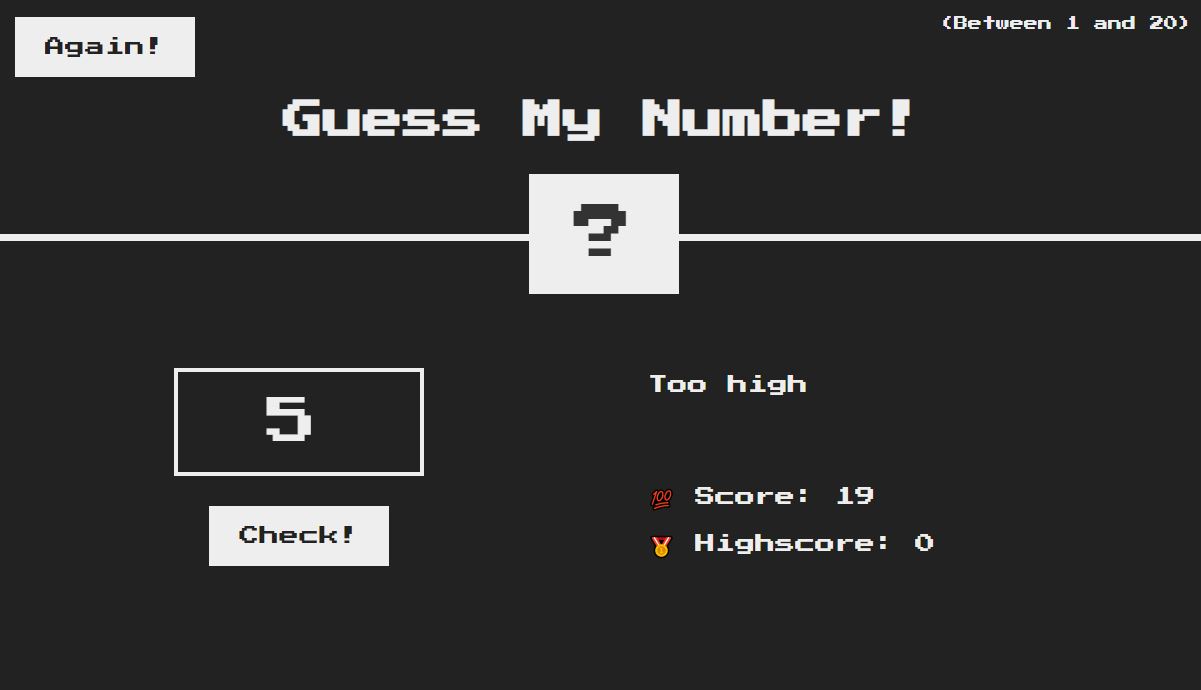 Again!
(Between 1 and 20)
Guess My Number!
?
5
Check!
Too high
💯 Score: 19
🥇 Highscore: 0